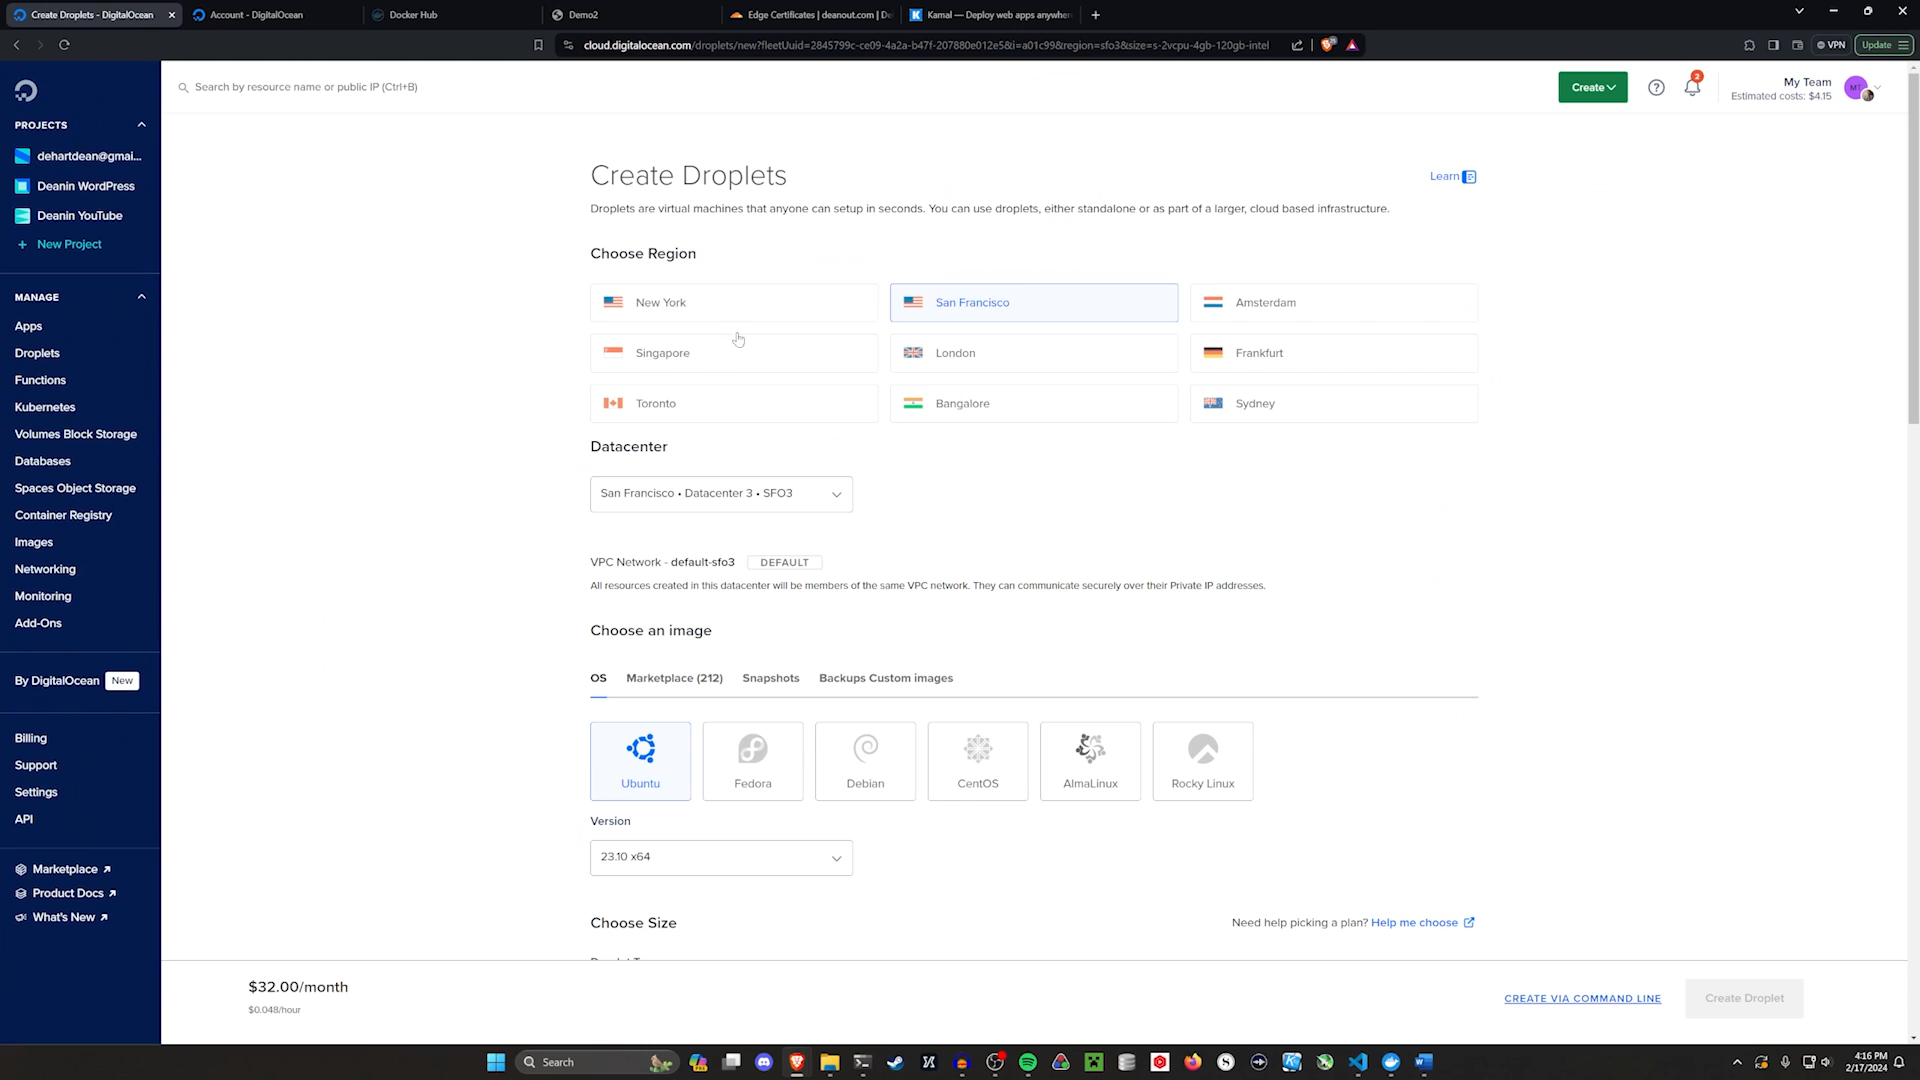 Create Droplets - DigitalOcean
Account - DigitalOcean
Docker Hub
Demo2
Edge Certificates | deanout.com | De
Kamal — Deploy web apps anywher
cloud.digitalocean.com/droplets/new?fleetUuid=2845799c-ce09-4a2a-b47f-207880e012e5&i=a01c99&region=sfo3&size=s-2vcpu-4gb-120gb-intel
VPN
Update
Search by resource name or public IP (Ctrl+B)
Create
2
My Team
Estimated costs: $4.15
MT
PROJECTS
dehartdean@gmai...
Deanin WordPress
Deanin YouTube
+ New Project
MANAGE
Apps
Droplets
Functions
Kubernetes
Volumes Block Storage
Databases
Spaces Object Storage
Container Registry
Images
Networking
Monitoring
Add-Ons
By DigitalOcean New
Billing
Support
Settings
API
Marketplace
Product Docs
What's New
Create Droplets
Learn
Droplets are virtual machines that anyone can setup in seconds. You can use droplets, either standalone or as part of a larger, cloud based infrastructure.
Choose Region
New York
San Francisco
Amsterdam
Singapore
London
Frankfurt
Toronto
Bangalore
Sydney
Datacenter
San Francisco • Datacenter 3 • SFO3
VPC Network - default-sfo3 DEFAULT
All resources created in this datacenter will be members of the same VPC network. They can communicate securely over their Private IP addresses.
Choose an image
OS
Marketplace (212)
Snapshots
Backups Custom images
Ubuntu
Fedora
Debian
CentOS
AlmaLinux
Rocky Linux
Version
23.10 x64
Choose Size
Need help picking a plan? Help me choose
$32.00/month
$0.048/hour
CREATE VIA COMMAND LINE
Create Droplet
Search
4:16 PM
2/17/2024